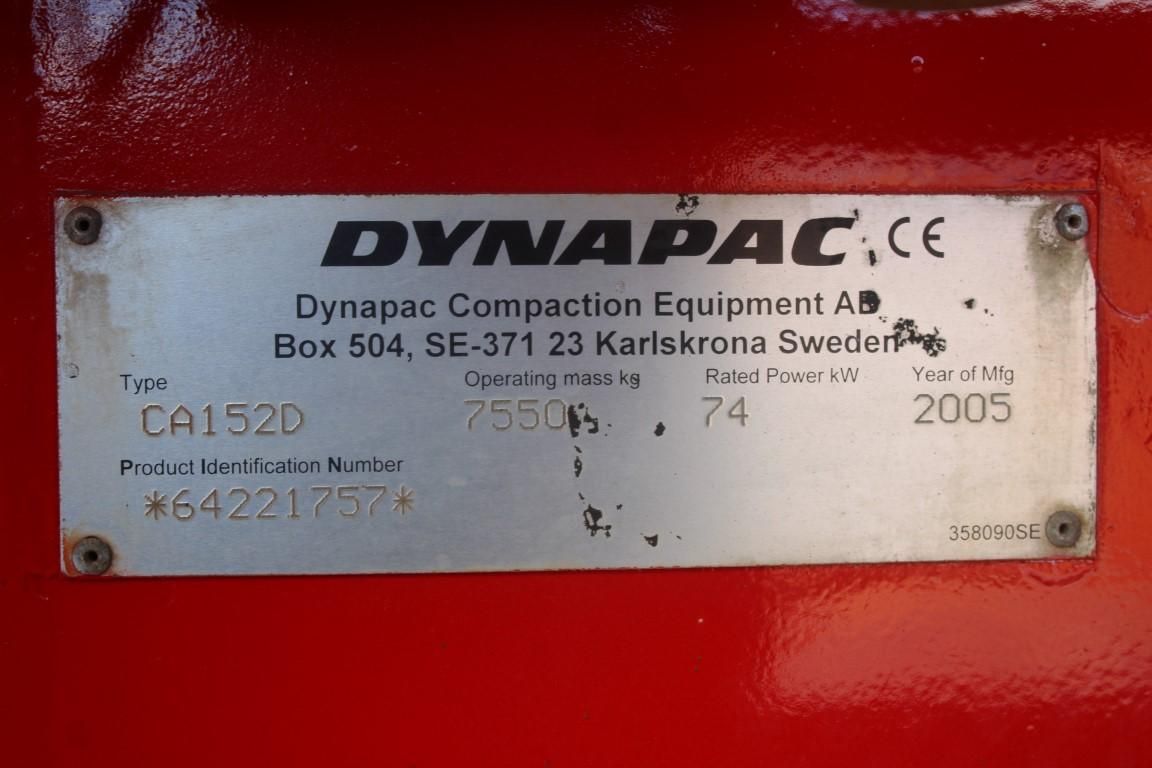 DYNAPAC CE
Dynapac Compaction Equipment AB
Box 504, SE-371 23 Karlskrona Sweden
Type Operating mass kg Rated Power kW Year of Mfg
CA152D 7550 74 2005
Product Identification Number
*64221757*
358090SE